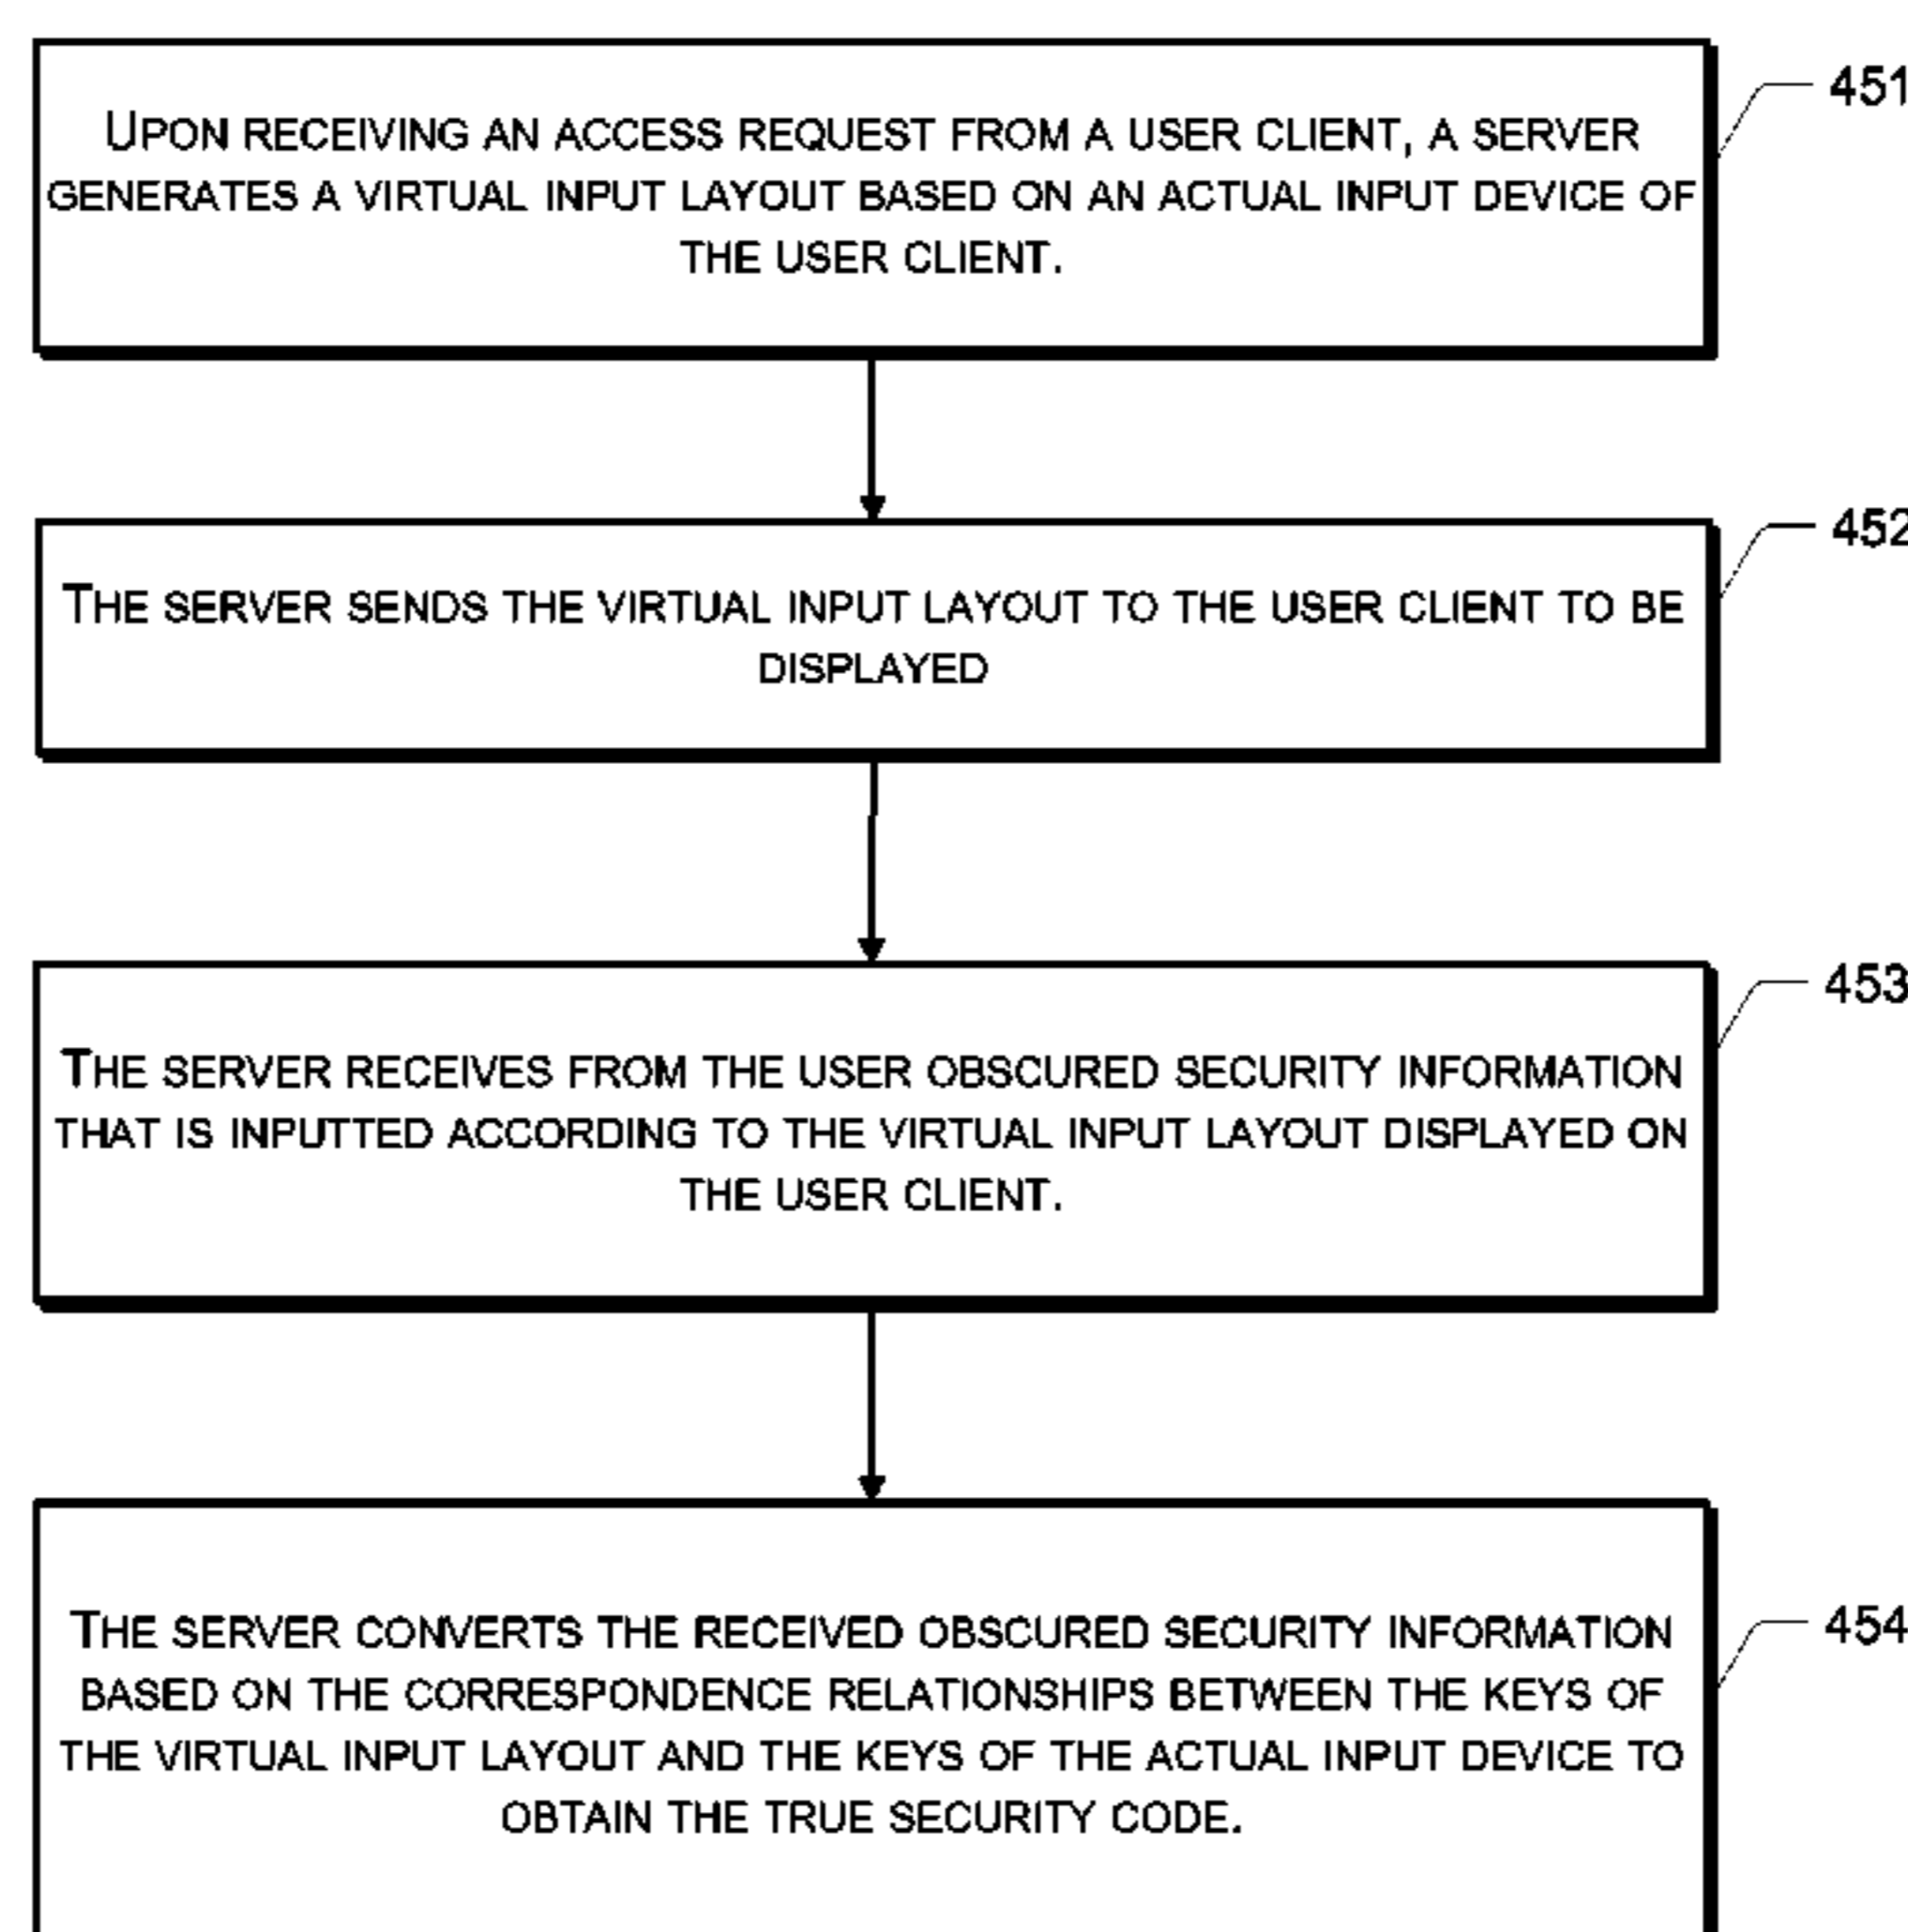 451
UPON RECEIVING AN ACCESS REQUEST FROM A USER CLIENT, A SERVER
GENERATES A VIRTUAL INPUT LAYOUT BASED ON AN ACTUAL INPUT DEVICE OF
THE USER CLIENT.
452
THE SERVER SENDS THE VIRTUAL INPUT LAYOUT TO THE USER CLIENT TO BE
DISPLAYED
453
THE SERVER RECEIVES FROM THE USER OBSCURED SECURITY INFORMATION
THAT IS INPUTTED ACCORDING TO THE VIRTUAL INPUT LAYOUT DISPLAYED ON
THE USER CLIENT.
454
THE SERVER CONVERTS THE RECEIVED OBSCURED SECURITY INFORMATION
BASED ON THE CORRESPONDENCE RELATIONSHIPS BETWEEN THE KEYS OF
THE VIRTUAL INPUT LAYOUT AND THE KEYS OF THE ACTUAL INPUT DEVICE TO
OBTAIN THE TRUE SECURITY CODE.